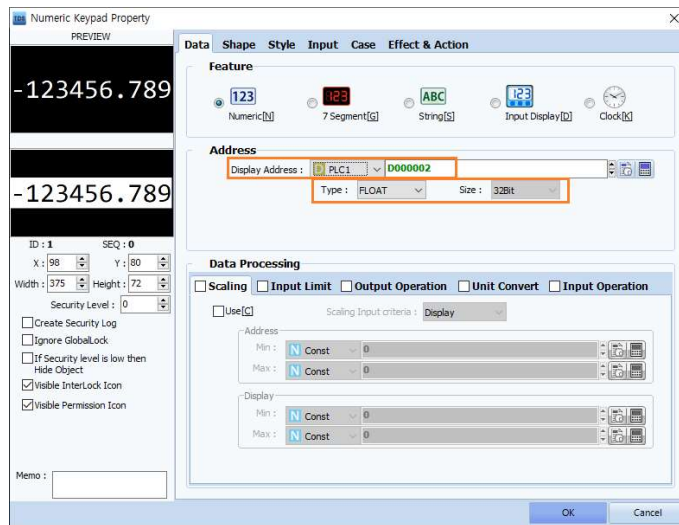 Numeric Keypad Property
PREVIEW
-123456.789
-123456.789
ID : 1 SEQ : 0
X : 98 Y : 80
Width : 375 Height : 72
Security Level : 0
Create Security Log
Ignore GlobalLock
If Security level is low then
Hide Object
Visible InterLock Icon
Visible Permission Icon
Memo :
Data Shape Style Input Case Effect & Action
Feature
123 123 ABC 123
Numeric[N] 7 Segment[G] String[S] Input Display[D] Clock[K]
Address
Display Address : PLC1 D000002
Type : FLOAT Size : 32Bit
Data Processing
Scaling Input Limit Output Operation Unit Convert Input Operation
Use[C] Scaling Input criteria : Display
Address
Min : N Const 0
Max : N Const 0
Display
Min : N Const 0
Max : N Const 0
OK Cancel